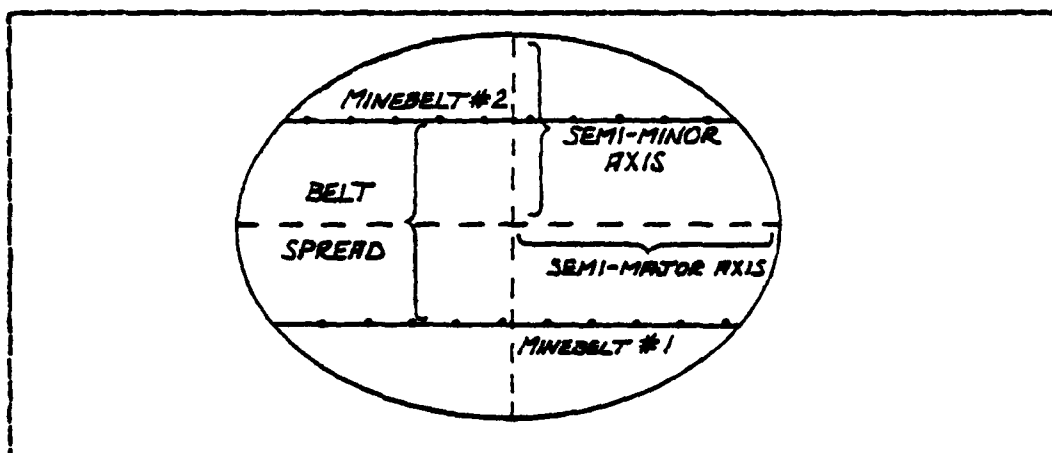 MINEBELT #2
SEMI-MINOR
AXIS
BELT
SPREAD
SEMI-MAJOR AXIS
MINEBELT #1